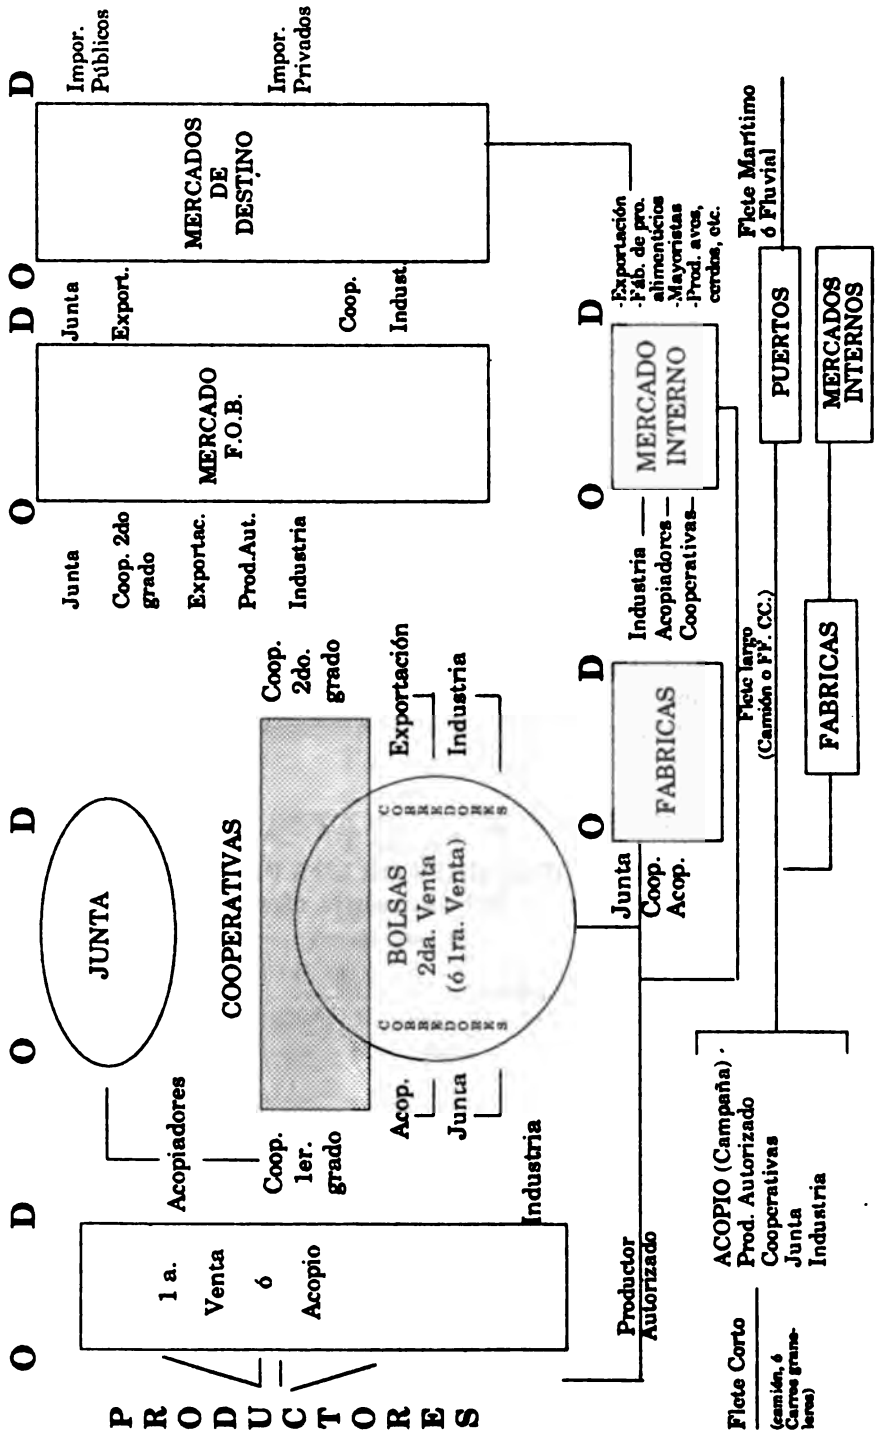 PRODUCTORES
O
D
1 a.
Venta
ó
Acopio
Acopiadores
Coop.
1er.
grado
Industria
Productor
Autorizado
O
D
JUNTA
COOPERATIVAS
Coop.
2do.
grado
Acop.
Junta
CORREDORES
BOLSAS
2da. Venta
(ó 1ra. Venta)
CORREDORES
Exportación
Industria
Junta
Coop.
Acop.
O
D
FABRICAS
O
D
Junta
Coop. 2do
grado
Exportac.
Prod.Aut.
Industria
MERCADO
F.O.B.
Junta
Export.
Coop.
Indust.
O
D
MERCADOS
DE
DESTINO
Impor.
Públicos
Impor.
Privados
Industria
Acopiadores
Cooperativas
O
D
MERCADO
INTERNO
-Exportación
-Fáb. de pro.
alimenticios
-Mayoristas
-Prod. aves,
cerdos, etc.
Flete Corto
(camión, ó
Carros grane-
leros)
ACOPIO (Campaña)
Prod. Autorizado
Cooperativas
Junta
Industria
Flete largo
(Camión o FF. CC.)
FABRICAS
PUERTOS
MERCADOS
INTERNOS
Flete Marítimo
ó Fluvial